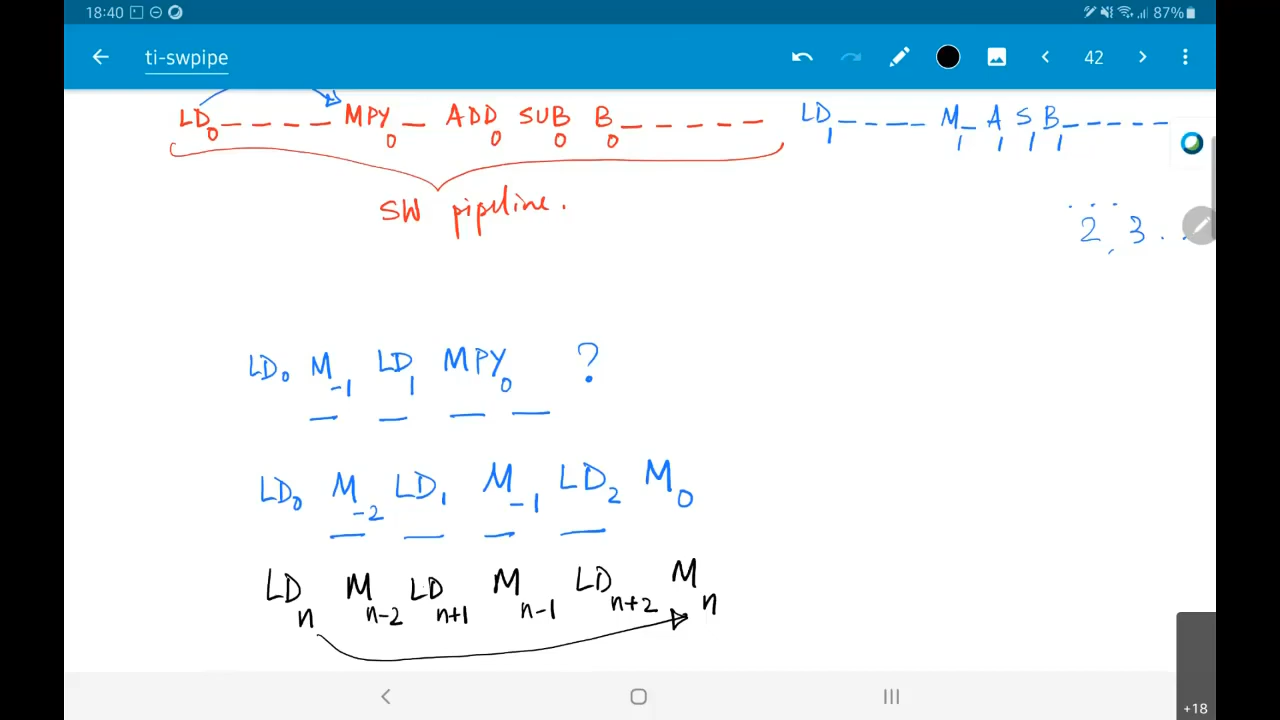 18:40 87%
ti-swpipe 42
LD0 _ _ _ _ MPY0 _ ADD0 SUB0 B0 _ _ _ _ _ LD1 _ _ _ _ M1 _ A1 S1 B1 _ _ _ _ _
SW pipeline.
2, 3 . .
LD0 M-1 LD1 MPY0 ?
LD0 M-2 LD1 M-1 LD2 M0
LDn Mn-2 LDn+1 Mn-1 LDn+2 Mn
+18